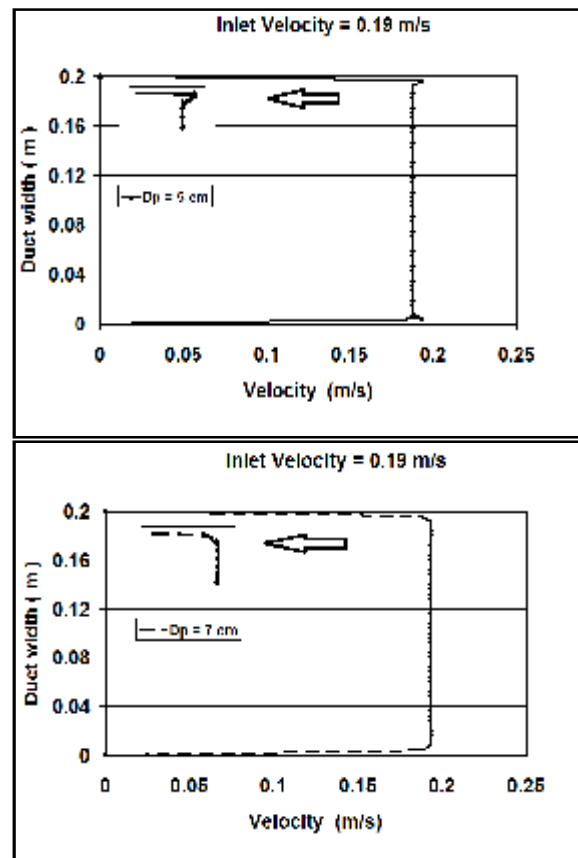 Inlet Velocity = 0.19 m/s
0.2
0.16
0.12
0.08
0.04
0
Duct width ( m )
Dp = 5 cm
0 0.05 0.1 0.15 0.2 0.25
Velocity (m/s)
Inlet Velocity = 0.19 m/s
0.2
0.16
0.12
0.08
0.04
0
Duct width ( m )
Dp = 7 cm
0 0.05 0.1 0.15 0.2 0.25
Velocity (m/s)